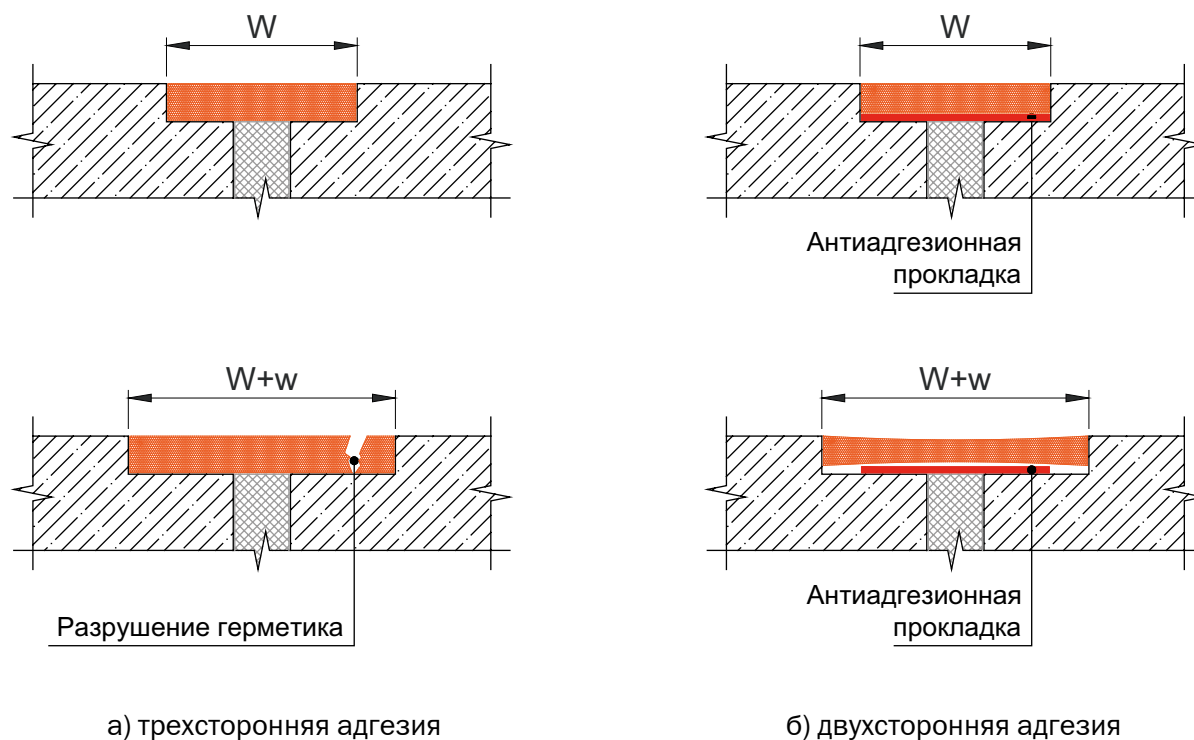 W
W
Антиадгезионная
прокладка
W+w
W+w
Разрушение герметика
Антиадгезионная
прокладка
а) трехсторонняя адгезия
б) двухсторонняя адгезия